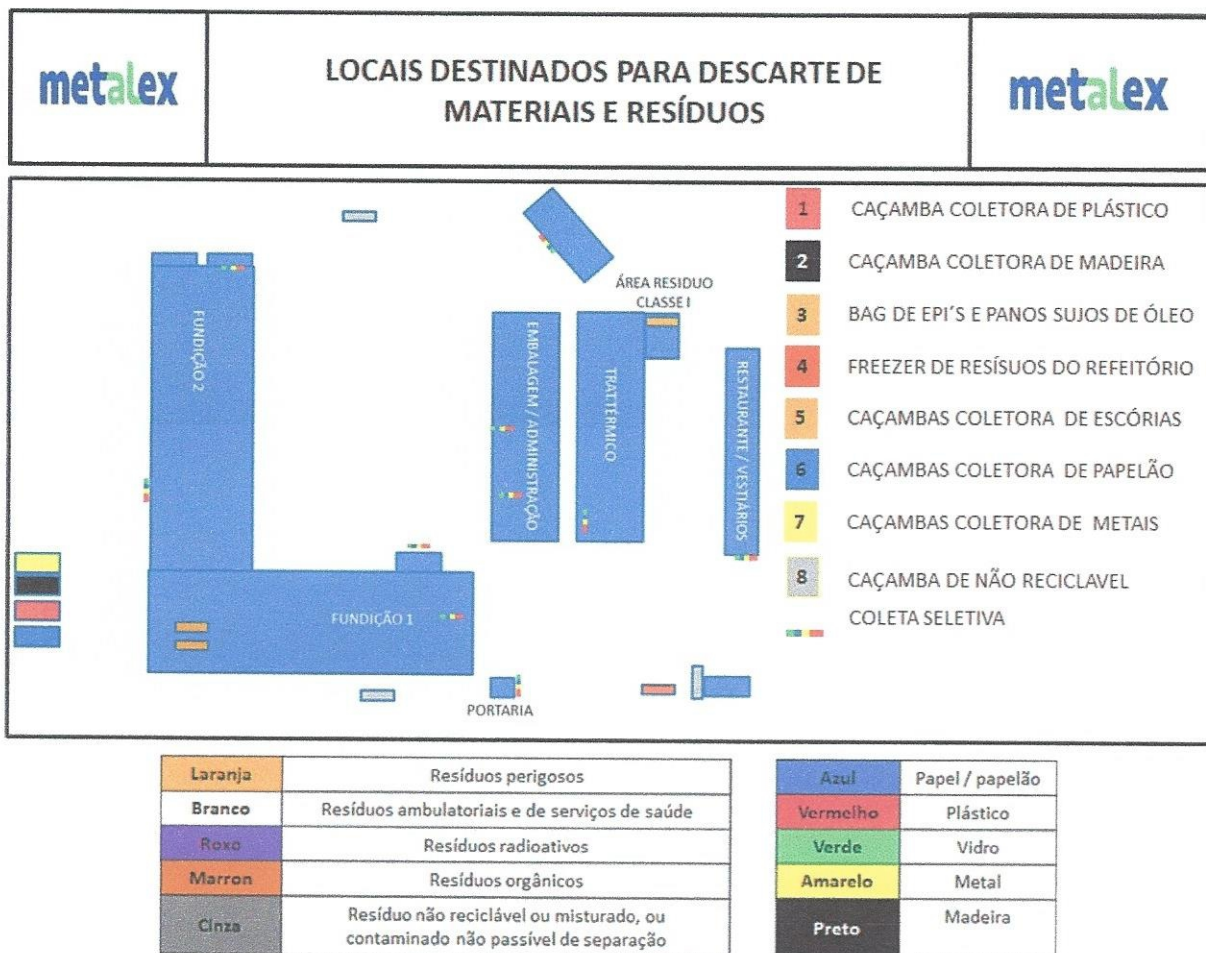 metalex
LOCAIS DESTINADOS PARA DESCARTE DE
MATERIAIS E RESÍDUOS
metalex
1 CAÇAMBA COLETORA DE PLÁSTICO
2 CAÇAMBA COLETORA DE MADEIRA
3 BAG DE EPI´S E PANOS SUJOS DE ÓLEO
4 FREEZER DE RESÍSUOS DO REFEITÓRIO
5 CAÇAMBAS COLETORA DE ESCÓRIAS
6 CAÇAMBAS COLETORA DE PAPELÃO
7 CAÇAMBAS COLETORA DE METAIS
8 CAÇAMBA DE NÃO RECICLAVEL
COLETA SELETIVA
ÁREA RESIDUO
CLASSE I
FUNDIÇÃO 2
EMBALAGEM / ADMINISTRAÇÃO
TRAT.TÉRMICO
RESTAURANTE / VESTIÁRIOS
FUNDIÇÃO 1
PORTARIA
Laranja Resíduos perigosos
Branco Resíduos ambulatoriais e de serviços de saúde
Roxo Resíduos radioativos
Marron Resíduos orgânicos
Cinza Resíduo não reciclável ou misturado, ou
contaminado não passível de separação
Azul Papel / papelão
Vermelho Plástico
Verde Vidro
Amarelo Metal
Preto Madeira